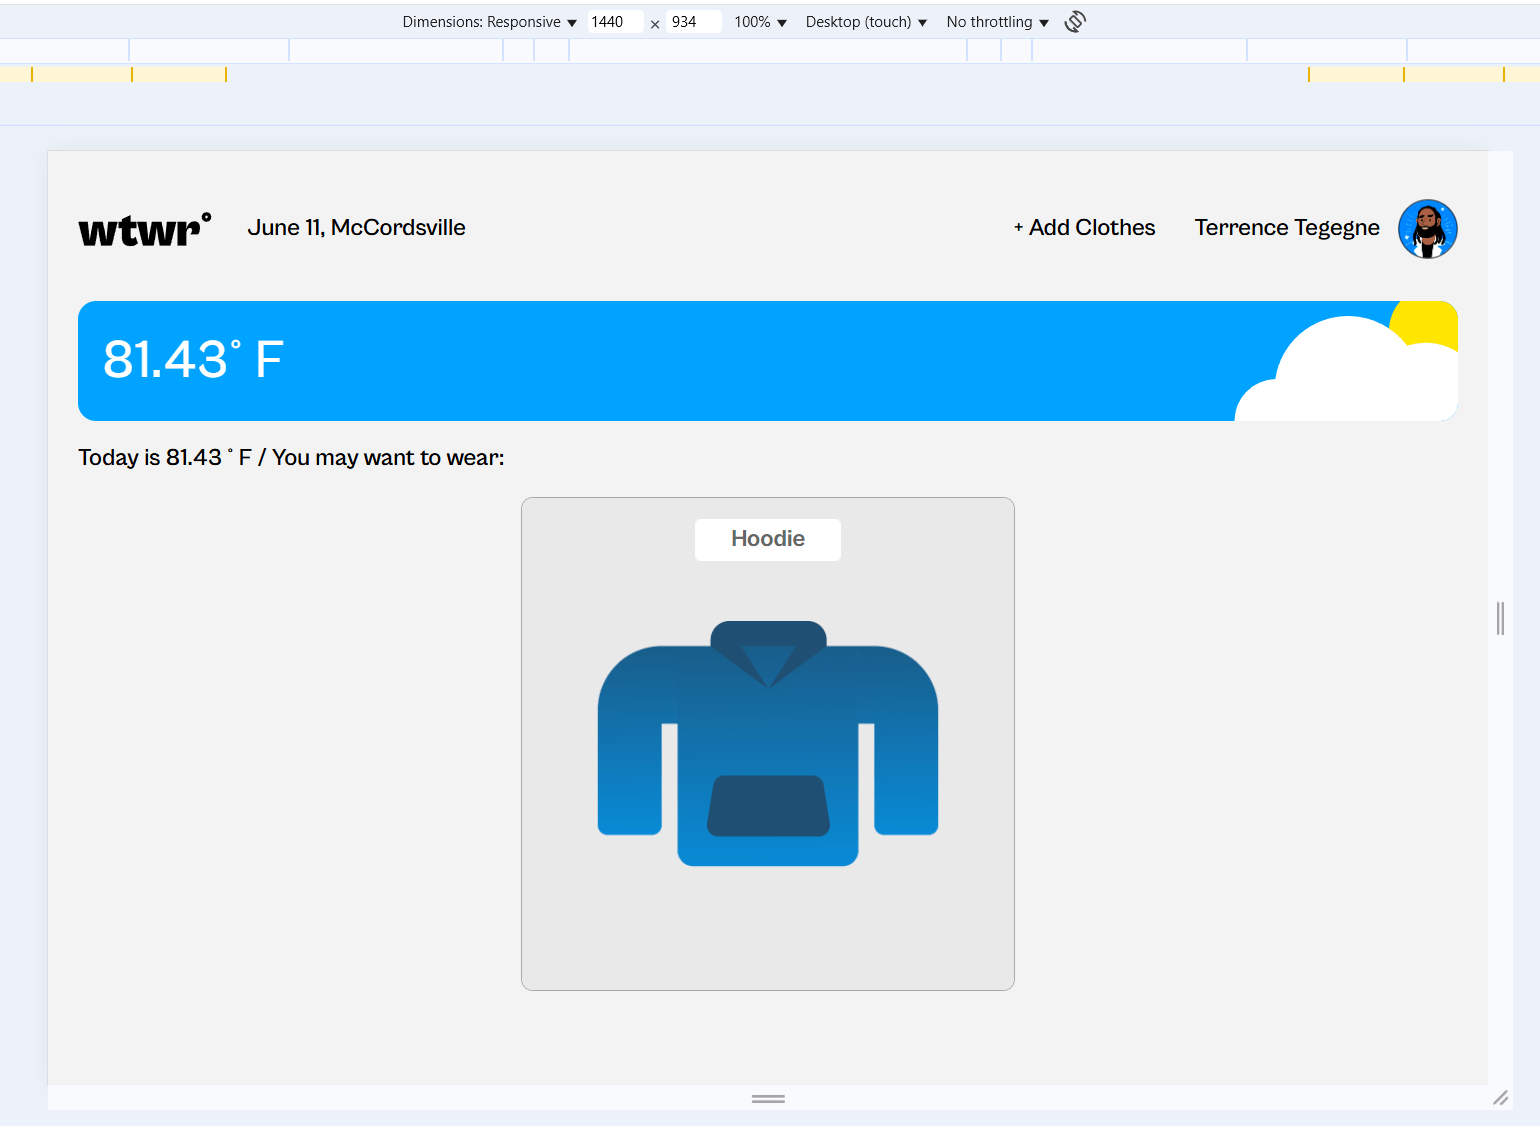 Dimensions: Responsive ▼ 1440 × 934 100% ▼ Desktop (touch) ▼ No throttling ▼
wtwr° June 11, McCordsville + Add Clothes Terrence Tegegne
81.43° F
Today is 81.43 ° F / You may want to wear:
Hoodie